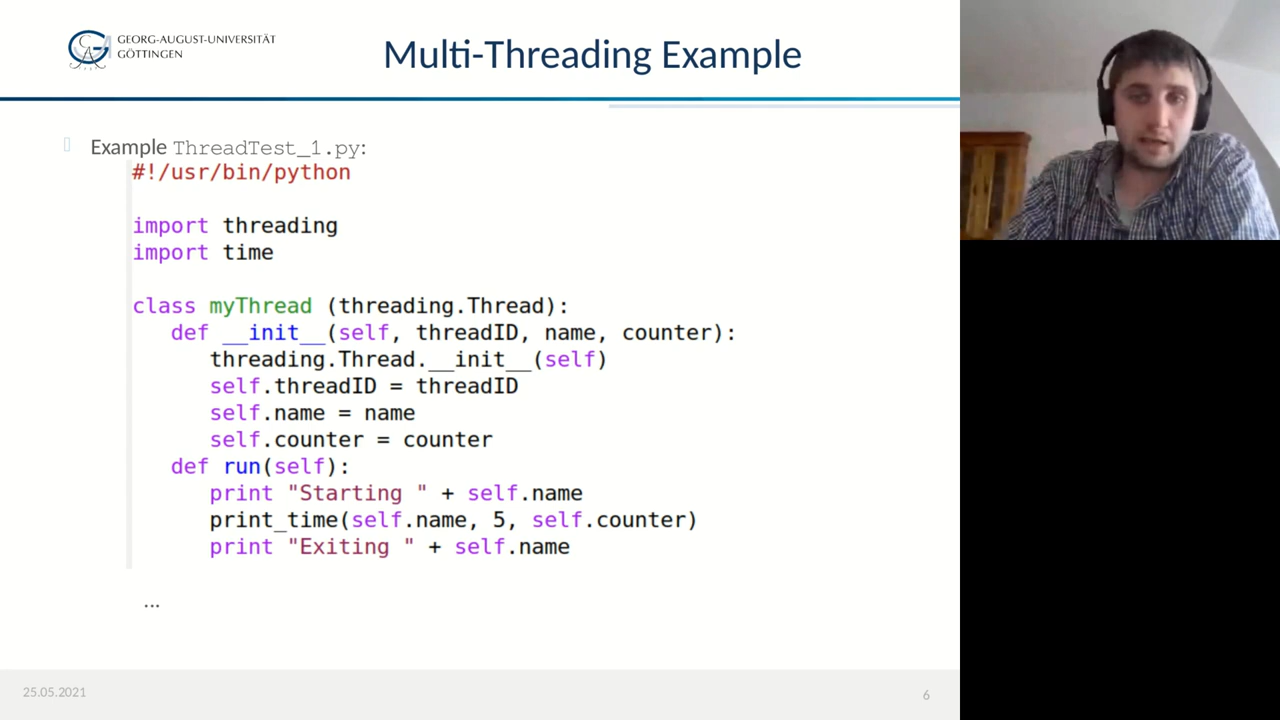 GEORG-AUGUST-UNIVERSITÄT
GÖTTINGEN
Multi-Threading Example
Example ThreadTest_1.py:
#!/usr/bin/python
import threading
import time
class myThread (threading.Thread):
   def __init__(self, threadID, name, counter):
      threading.Thread.__init__(self)
      self.threadID = threadID
      self.name = name
      self.counter = counter
   def run(self):
      print "Starting " + self.name
      print_time(self.name, 5, self.counter)
      print "Exiting " + self.name
...
25.05.2021
6